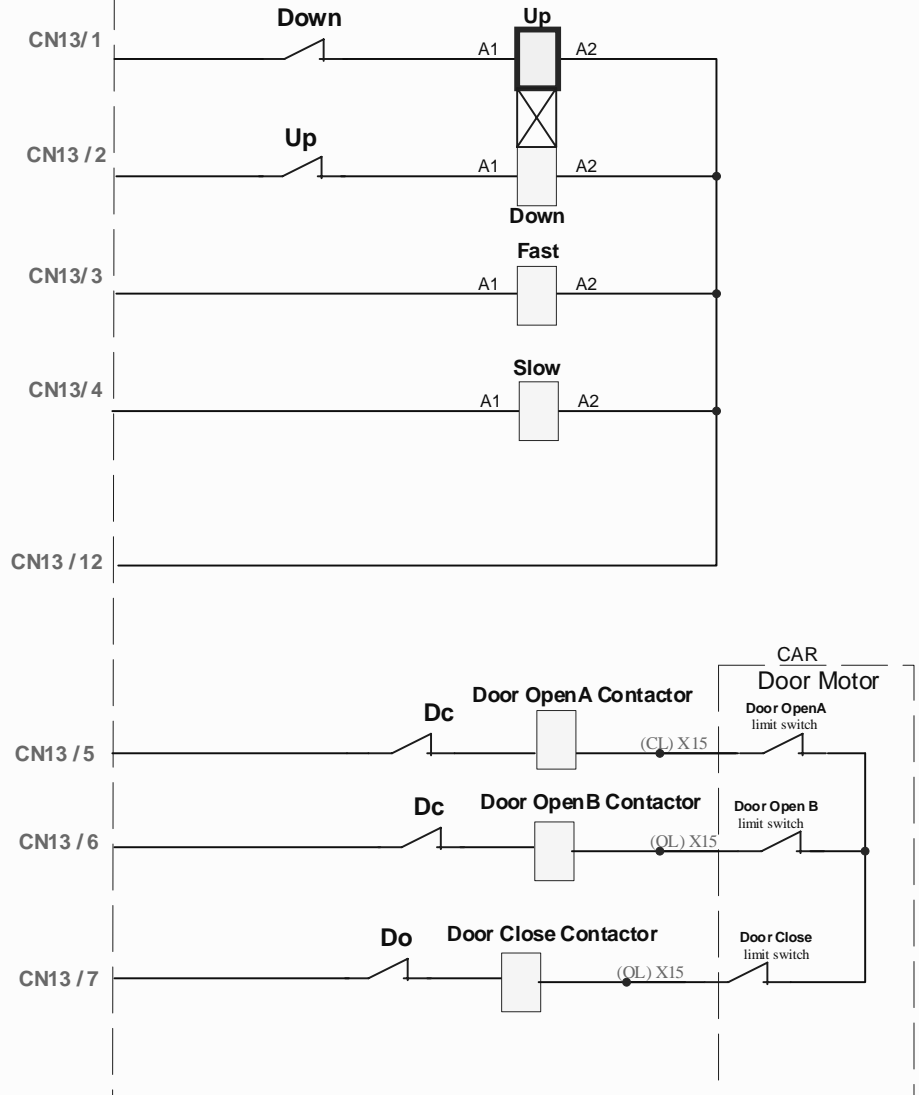 Down
Up
CN13/ 1
A1
A2
Up
CN13 / 2
A1
A2
Down
Fast
CN13/ 3
A1
A2
Slow
CN13/ 4
A1
A2
CN13 / 12
CAR
Door Motor
Door OpenA Contactor
Door OpenA
limit switch
Dc
(CL) X15
CN13 / 5
Door OpenB Contactor
Door Open B
limit switch
Dc
(OL) X15
CN13 / 6
Door Close Contactor
Door Close
limit switch
Do
(OL) X15
CN13 / 7